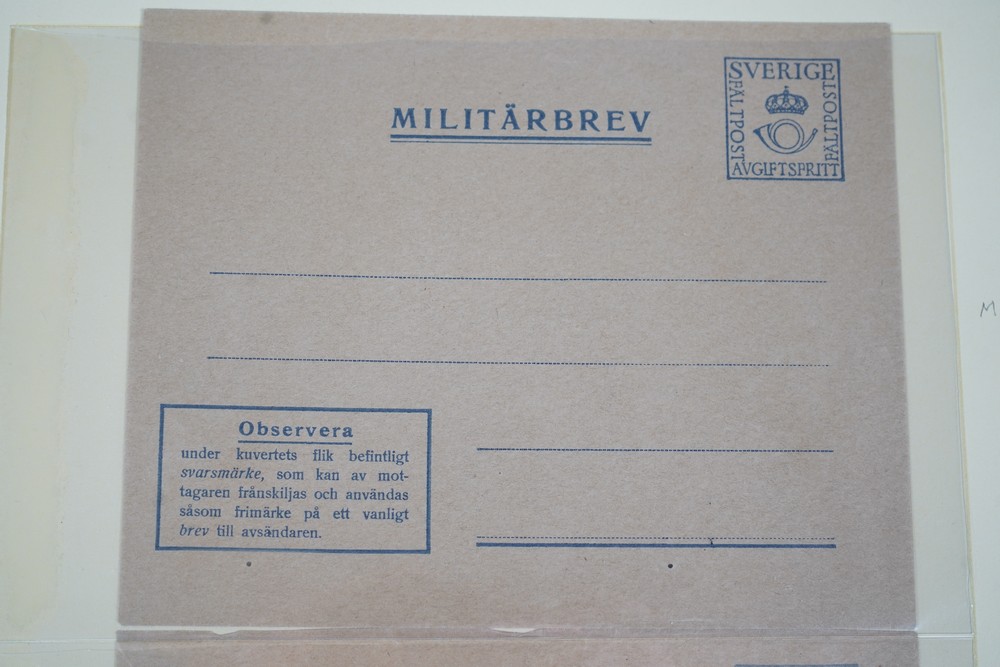 MILITÄRBREV
SVERIGE
FÄLTPOST
FÄLTPOST
AVGIFTSFRITT
Observera
under kuvertets flik befintligt
svarsmärke, som kan av mot-
tagaren frånskiljas och användas
såsom frimärke på ett vanligt
brev till avsändaren.
M